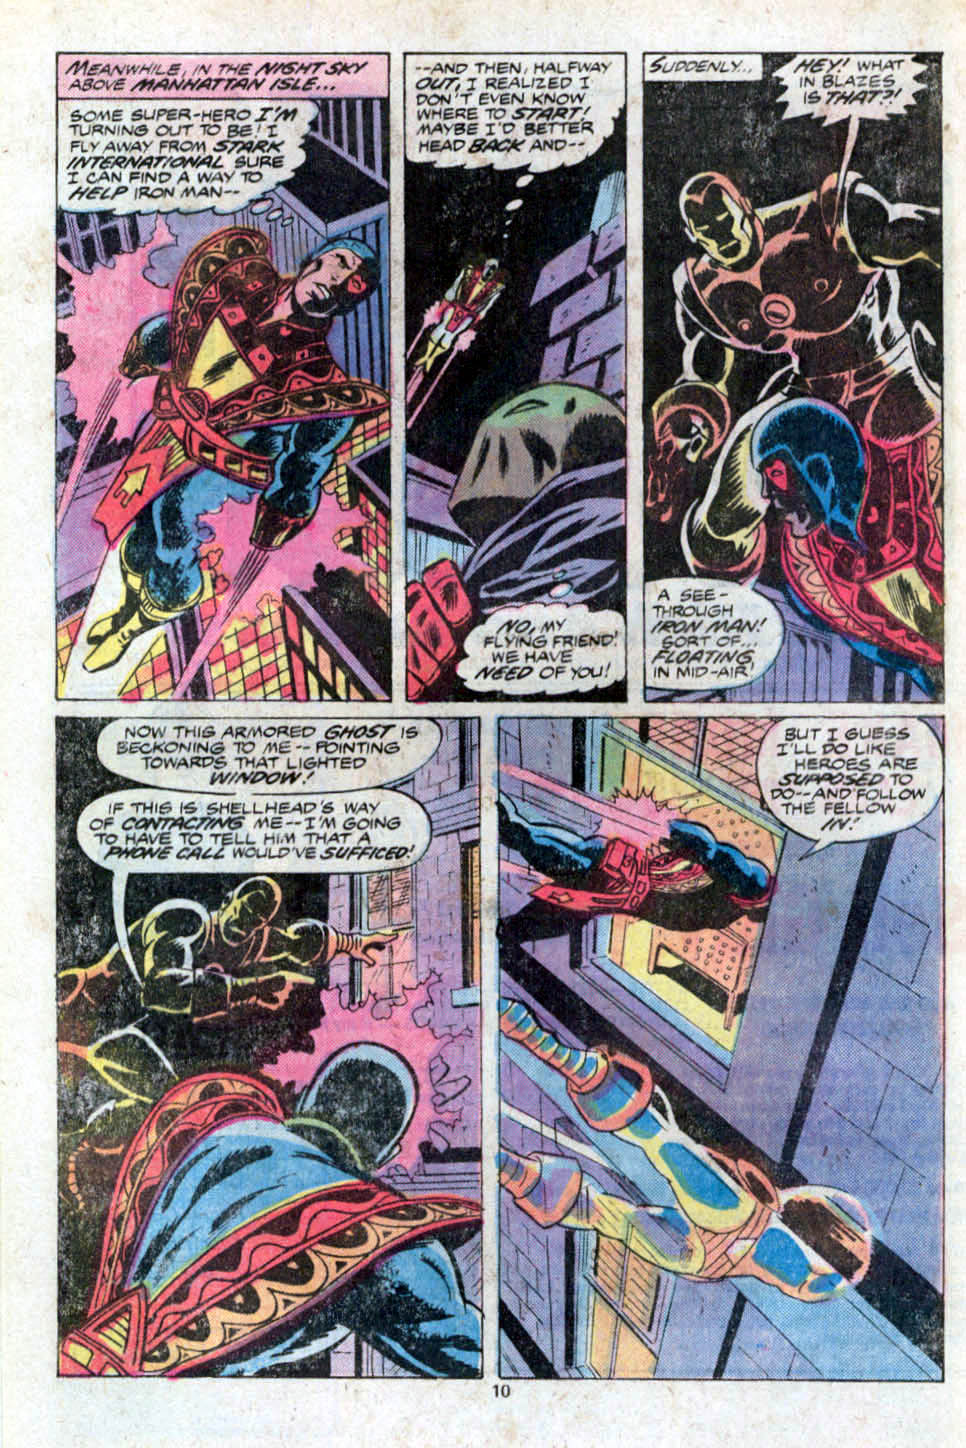 MEANWHILE, IN THE NIGHT SKY
ABOVE MANHATTAN ISLE...
SOME SUPER-HERO I'M
TURNING OUT TO BE! I
FLY AWAY FROM STARK
INTERNATIONAL SURE
I CAN FIND A WAY TO
HELP IRON MAN--
--AND THEN, HALFWAY
OUT, I REALIZED I
DON'T EVEN KNOW
WHERE TO START!
MAYBE I'D BETTER
HEAD BACK AND--
NO, MY
FLYING FRIEND!
WE HAVE
NEED OF YOU!
SUDDENLY...
HEY! WHAT
IN BLAZES
IS THAT?!
A SEE-
THROUGH
IRON MAN!
SORT OF...
FLOATING
IN MID-AIR!
NOW THIS ARMORED GHOST IS
BECKONING TO ME--POINTING
TOWARDS THAT LIGHTED
WINDOW!
IF THIS IS SHELLHEAD'S WAY
OF CONTACTING ME--I'M GOING
TO HAVE TO TELL HIM THAT A
PHONE CALL WOULD'VE SUFFICED!
BUT I GUESS
I'LL DO LIKE
HEROES ARE
SUPPOSED TO
DO--AND FOLLOW
THE FELLOW
IN!
10